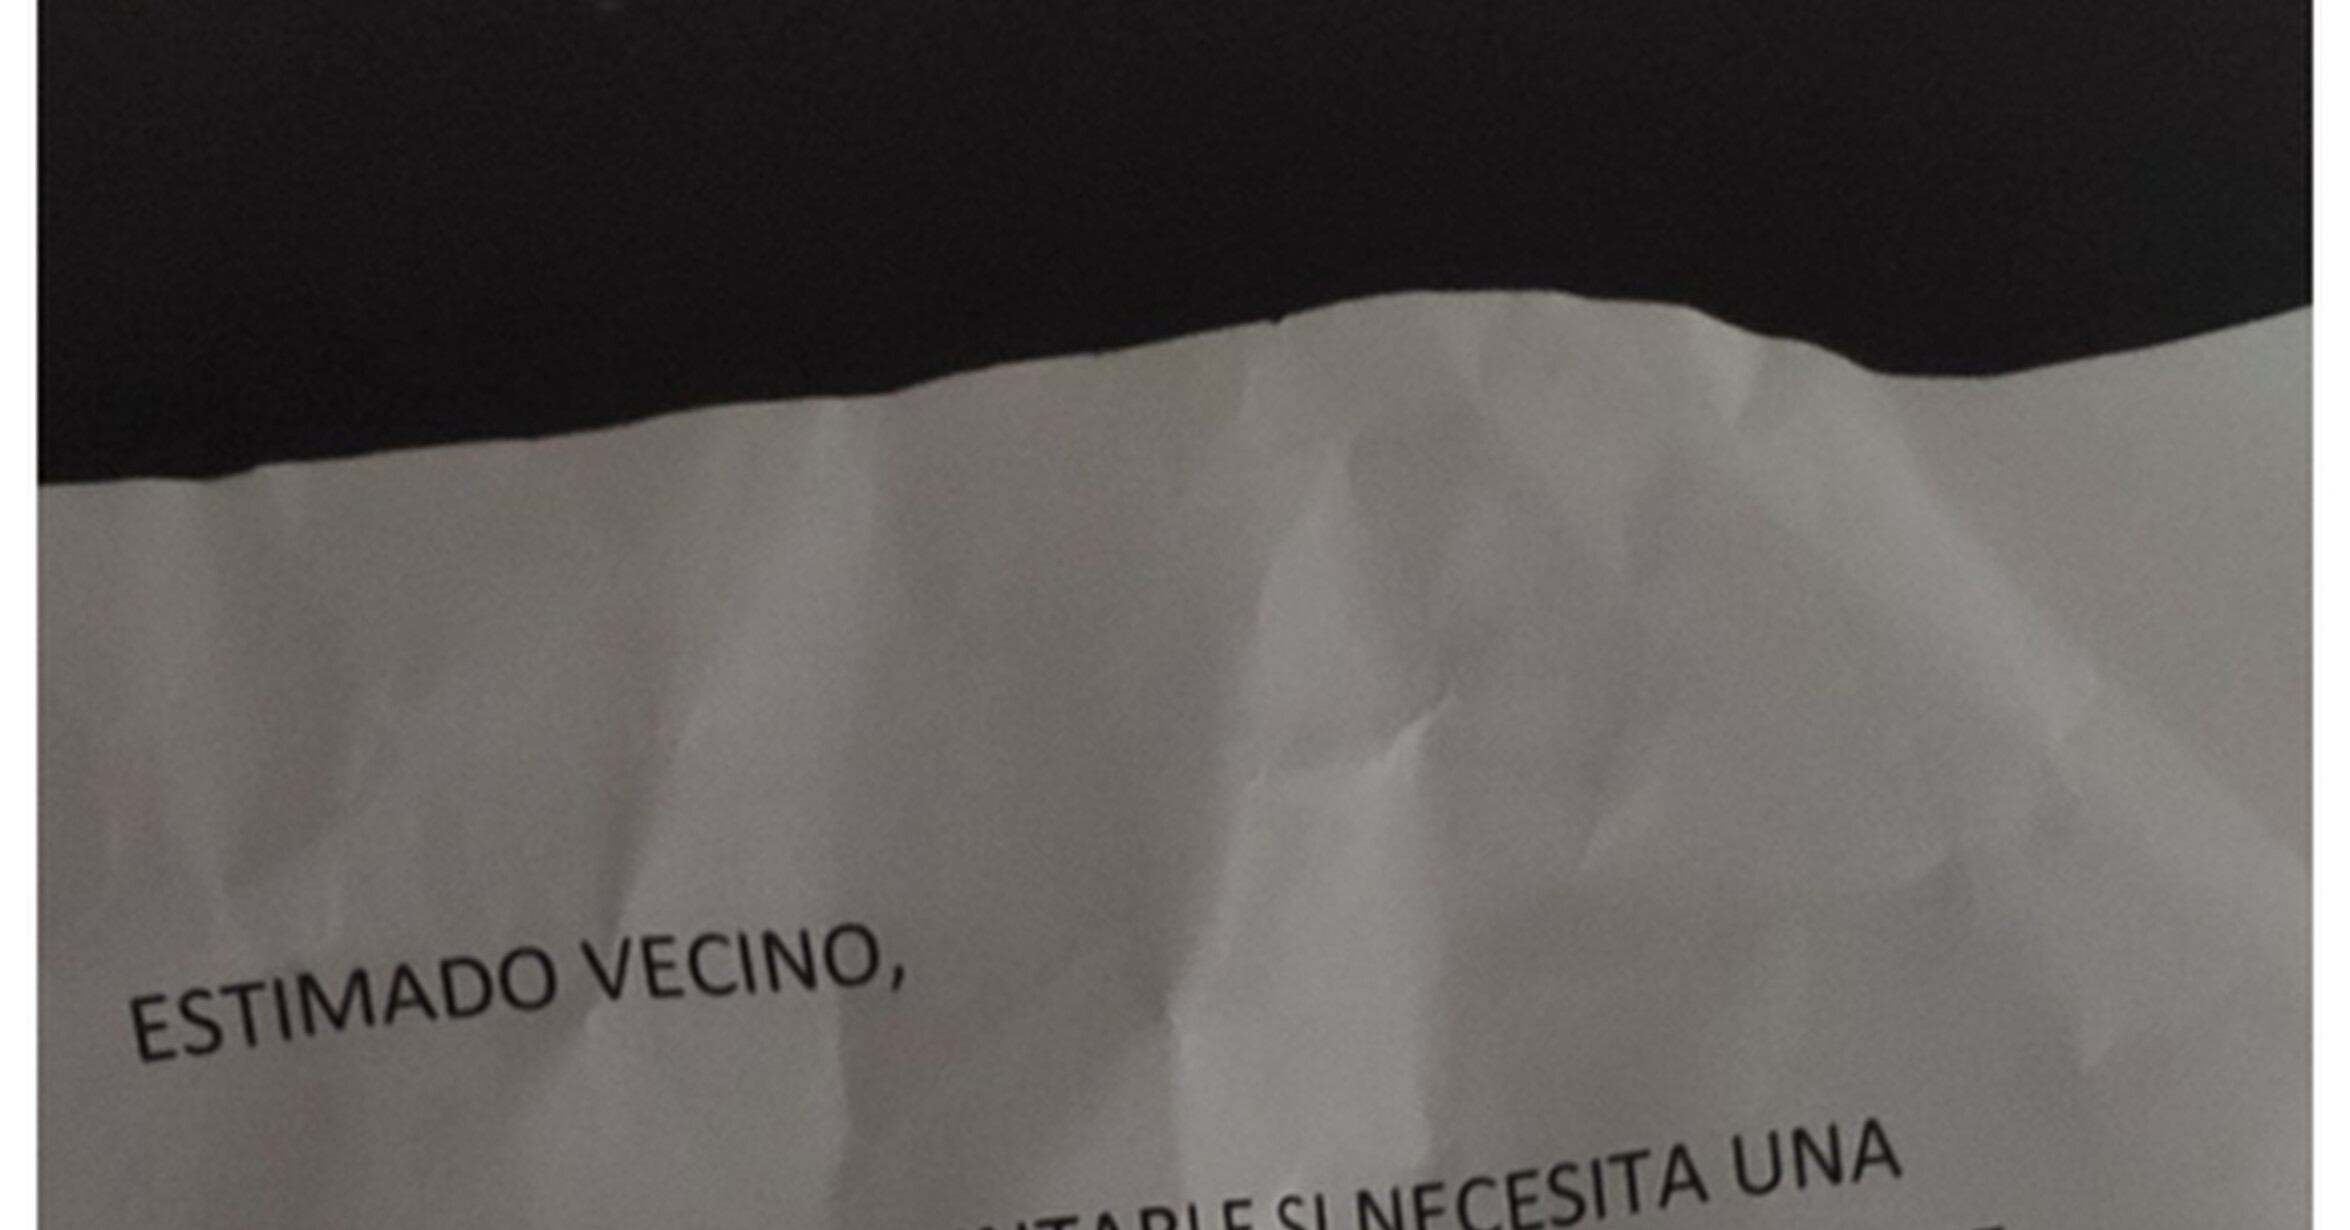 ESTIMADO VECINO,
SI NECESITA UNA